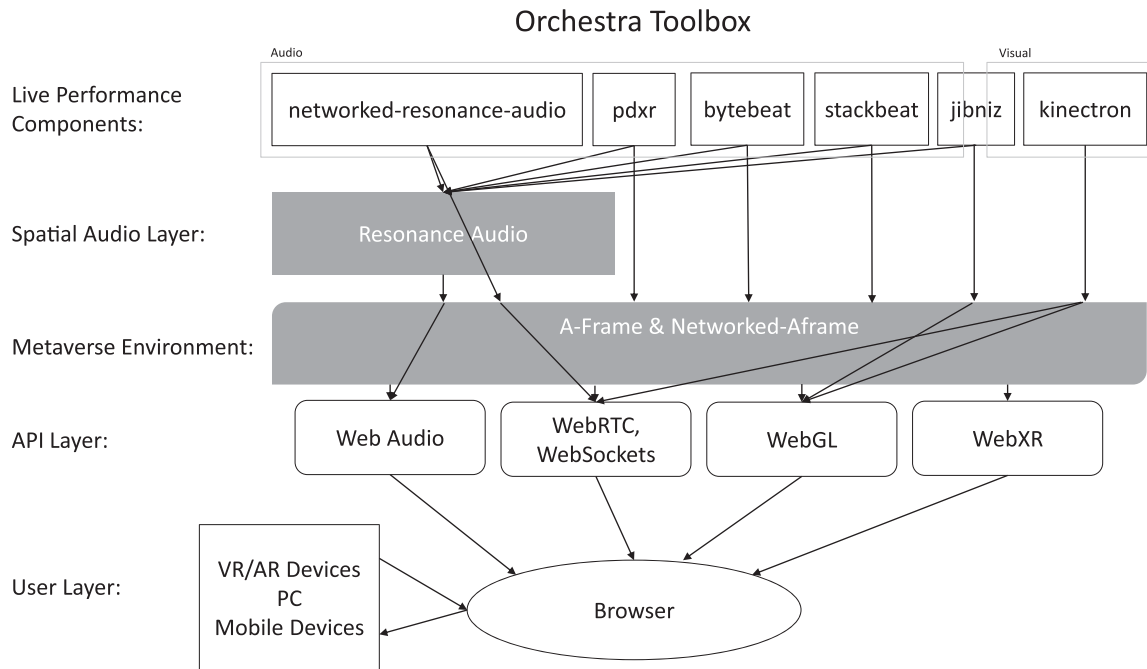 Orchestra Toolbox
Audio
Visual
Live Performance
Components:
networked-resonance-audio
pdxr
bytebeat
stackbeat
jibniz
kinectron
Spatial Audio Layer:
Resonance Audio
A-Frame & Networked-Aframe
Metaverse Environment:
API Layer:
Web Audio
WebRTC,
WebSockets
WebGL
WebXR
User Layer:
VR/AR Devices
PC
Mobile Devices
Browser